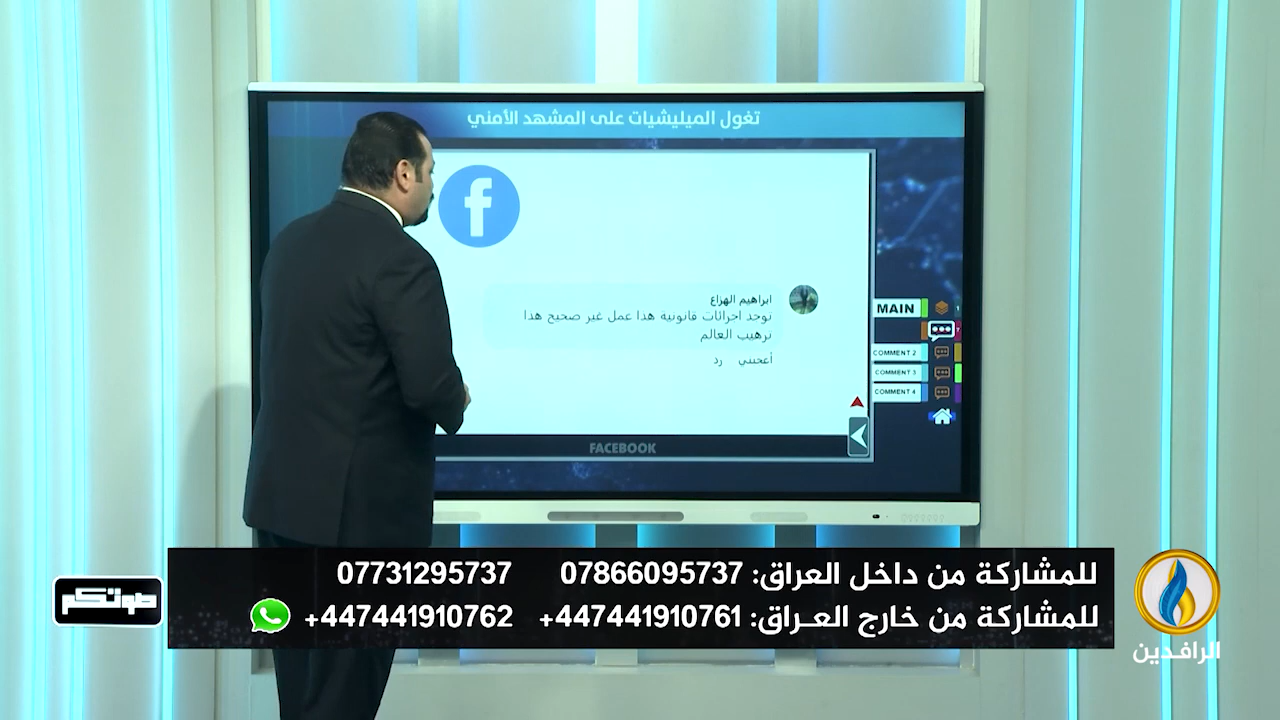 تغول الميليشيات على المشهد الأمني
ابراهيم الهزاع
توجد اجرائات قانونية هذا عمل غير صحيح هذا
ترهيب العالم
أعجبني رد
FACEBOOK
MAIN
COMMENT 2
COMMENT 3
COMMENT 4
للمشاركة من داخل العراق: 07866095737 07731295737
للمشاركة من خارج العراق: 447441910761+ 447441910762+
صوتكم
الرافدين